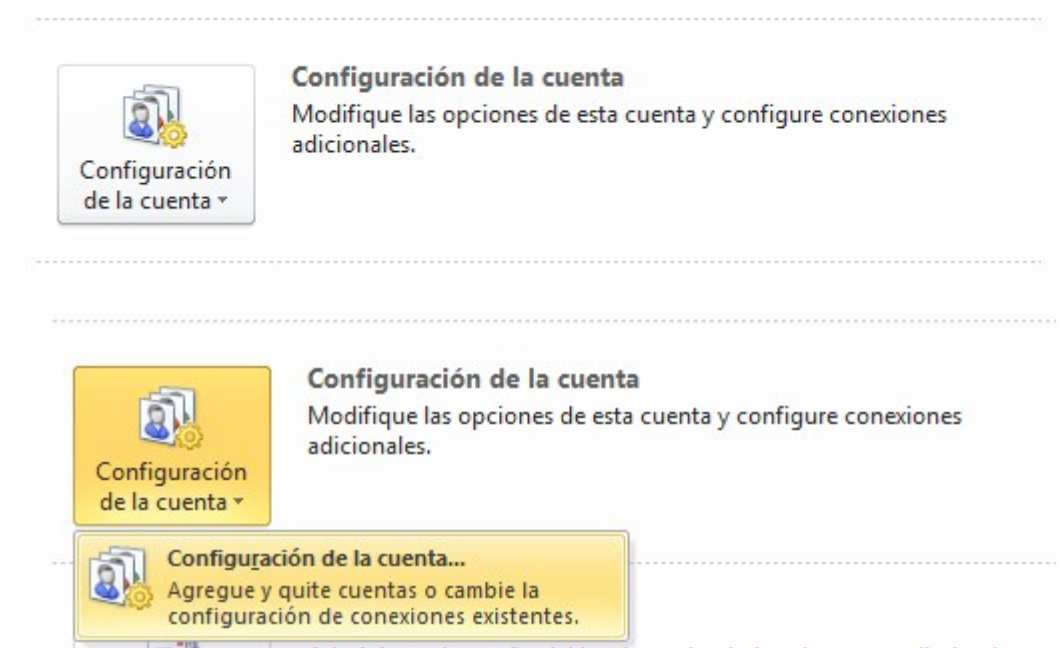 Configuración de la cuenta
Modifique las opciones de esta cuenta y configure conexiones
adicionales.
Configuración
de la cuenta
Configuración de la cuenta
Modifique las opciones de esta cuenta y configure conexiones
adicionales.
Configuración
de la cuenta
Configuración de la cuenta...
Agregue y quite cuentas o cambie la
configuración de conexiones existentes.